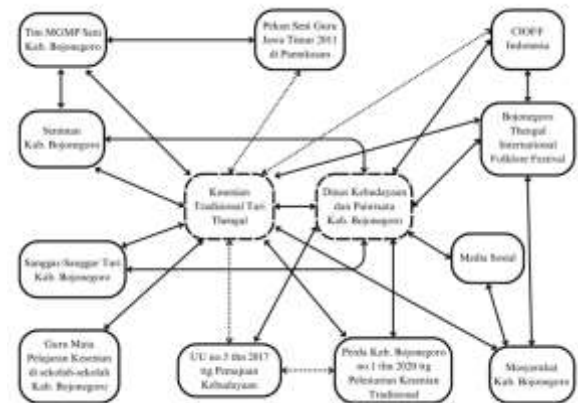 Tim MGMP Seni
Kab. Bojonegoro
Pekan Seni Guru
Jawa Timur 2011
di Pamekasan
CIOFF
Indonesia
Seniman
Kab. Bojonegoro
Bojonegoro
Thengul
International
Folklore Festival
Kesenian
Tradisional Tari
Thengul
Dinas Kebudayaan
dan Pariwisata
Kab. Bojonegoro
Sanggar-Sanggar Tari
Kab. Bojonegoro
Media Sosial
Guru Mata
Pelajaran Kesenian
di sekolah-sekolah
Kab. Bojonegoro
UU no.5 thn 2017
ttg Pemajuan
Kebudayaan
Perda Kab. Bojonegoro
no.1 thn 2020 ttg
Pelestarian Kesenian
Tradisional
Masyarakat
Kab. Bojonegoro